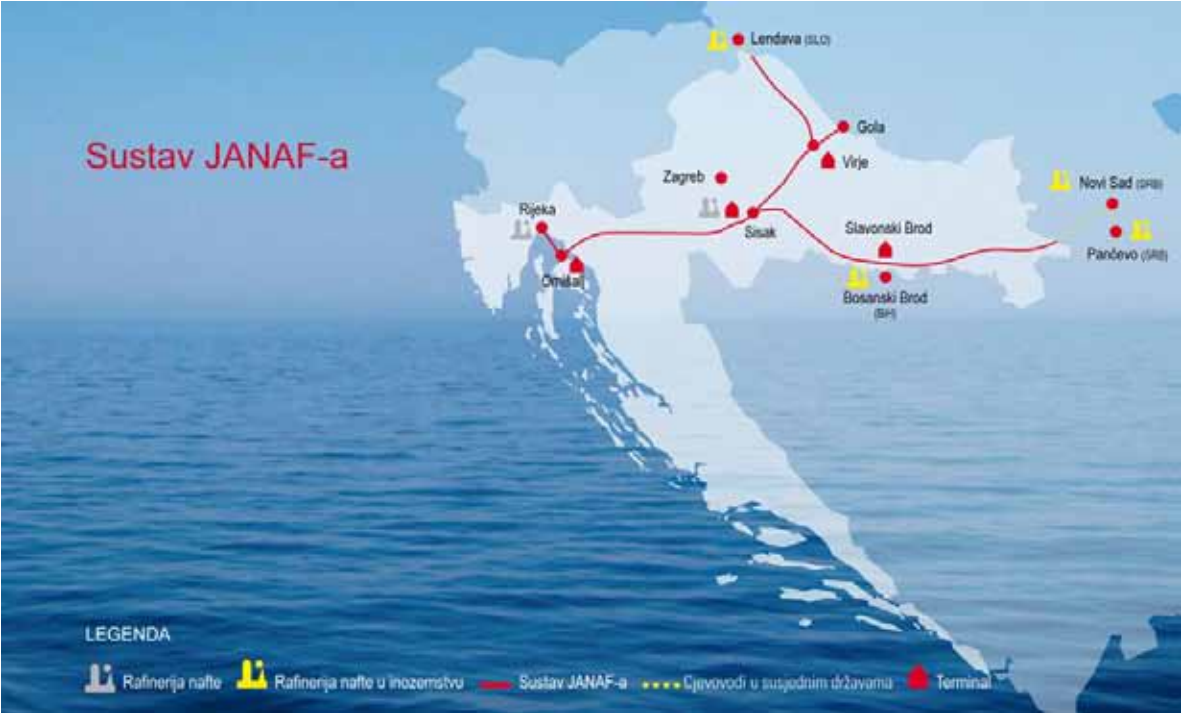 Lendava (SLO)
Sustav JANAF-a
Gola
Virje
Zagreb
Novi Sad (SRB)
Rijeka
Sisak
Slavonski Brod
Pančevo (SRB)
Omišalj
Bosanski Brod
(BiH)
LEGENDA
Rafinerija nafte
Rafinerija nafte u inozemstvu
Sustav JANAF-a
Cjevovodi u susjednim državama
Terminal